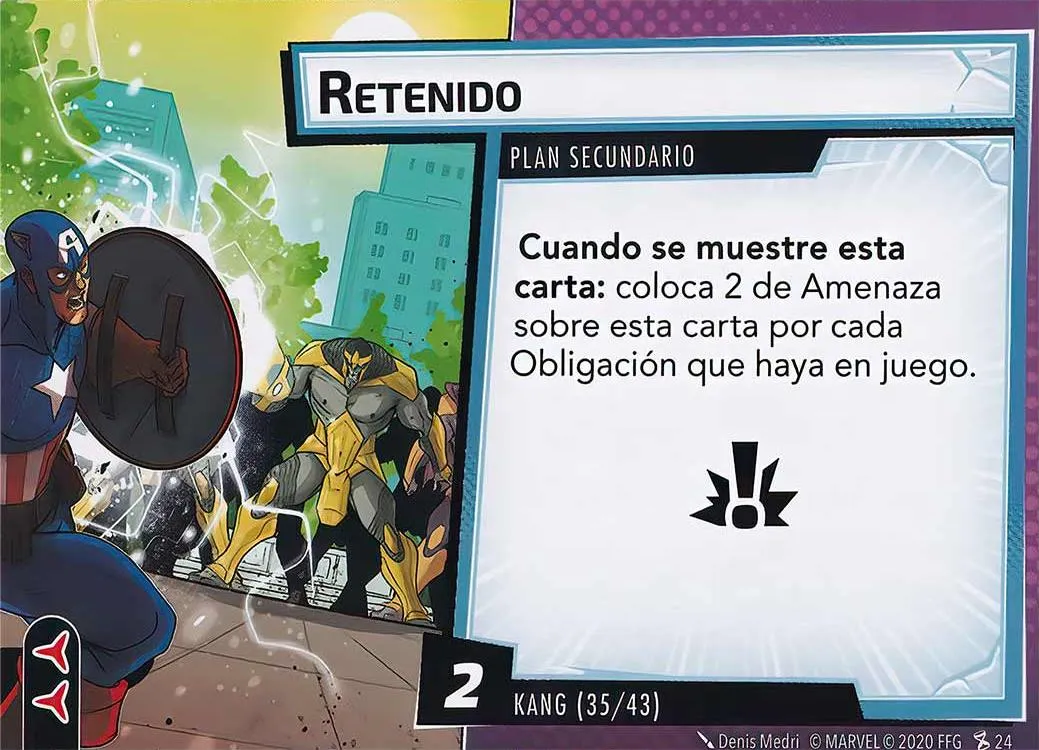 RETENIDO
PLAN SECUNDARIO
Cuando se muestre esta
carta: coloca 2 de Amenaza
sobre esta carta por cada
Obligación que haya en juego.
2
KANG (35/43)
Denis Medri © MARVEL © 2020 FFG 24
A